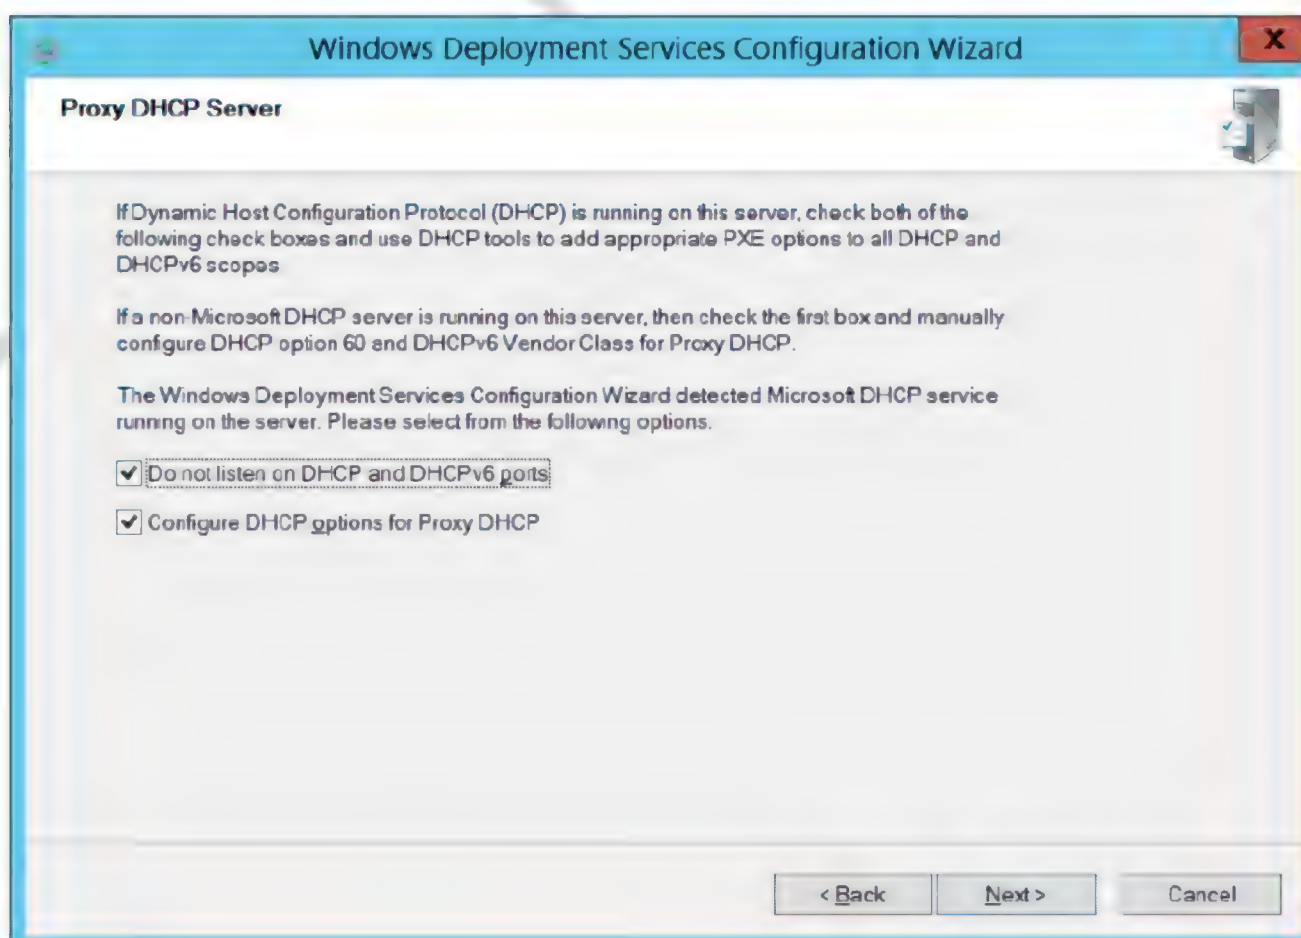 Windows Deployment Services Configuration Wizard
X
Proxy DHCP Server
If Dynamic Host Configuration Protocol (DHCP) is running on this server, check both of the
following check boxes and use DHCP tools to add appropriate PXE options to all DHCP and
DHCPv6 scopes
If a non-Microsoft DHCP server is running on this server, then check the first box and manually
configure DHCP option 60 and DHCPv6 Vendor Class for Proxy DHCP.
The Windows Deployment Services Configuration Wizard detected Microsoft DHCP service
running on the server. Please select from the following options.
Do not listen on DHCP and DHCPv6 ports
Configure DHCP options for Proxy DHCP
< Back Next > Cancel